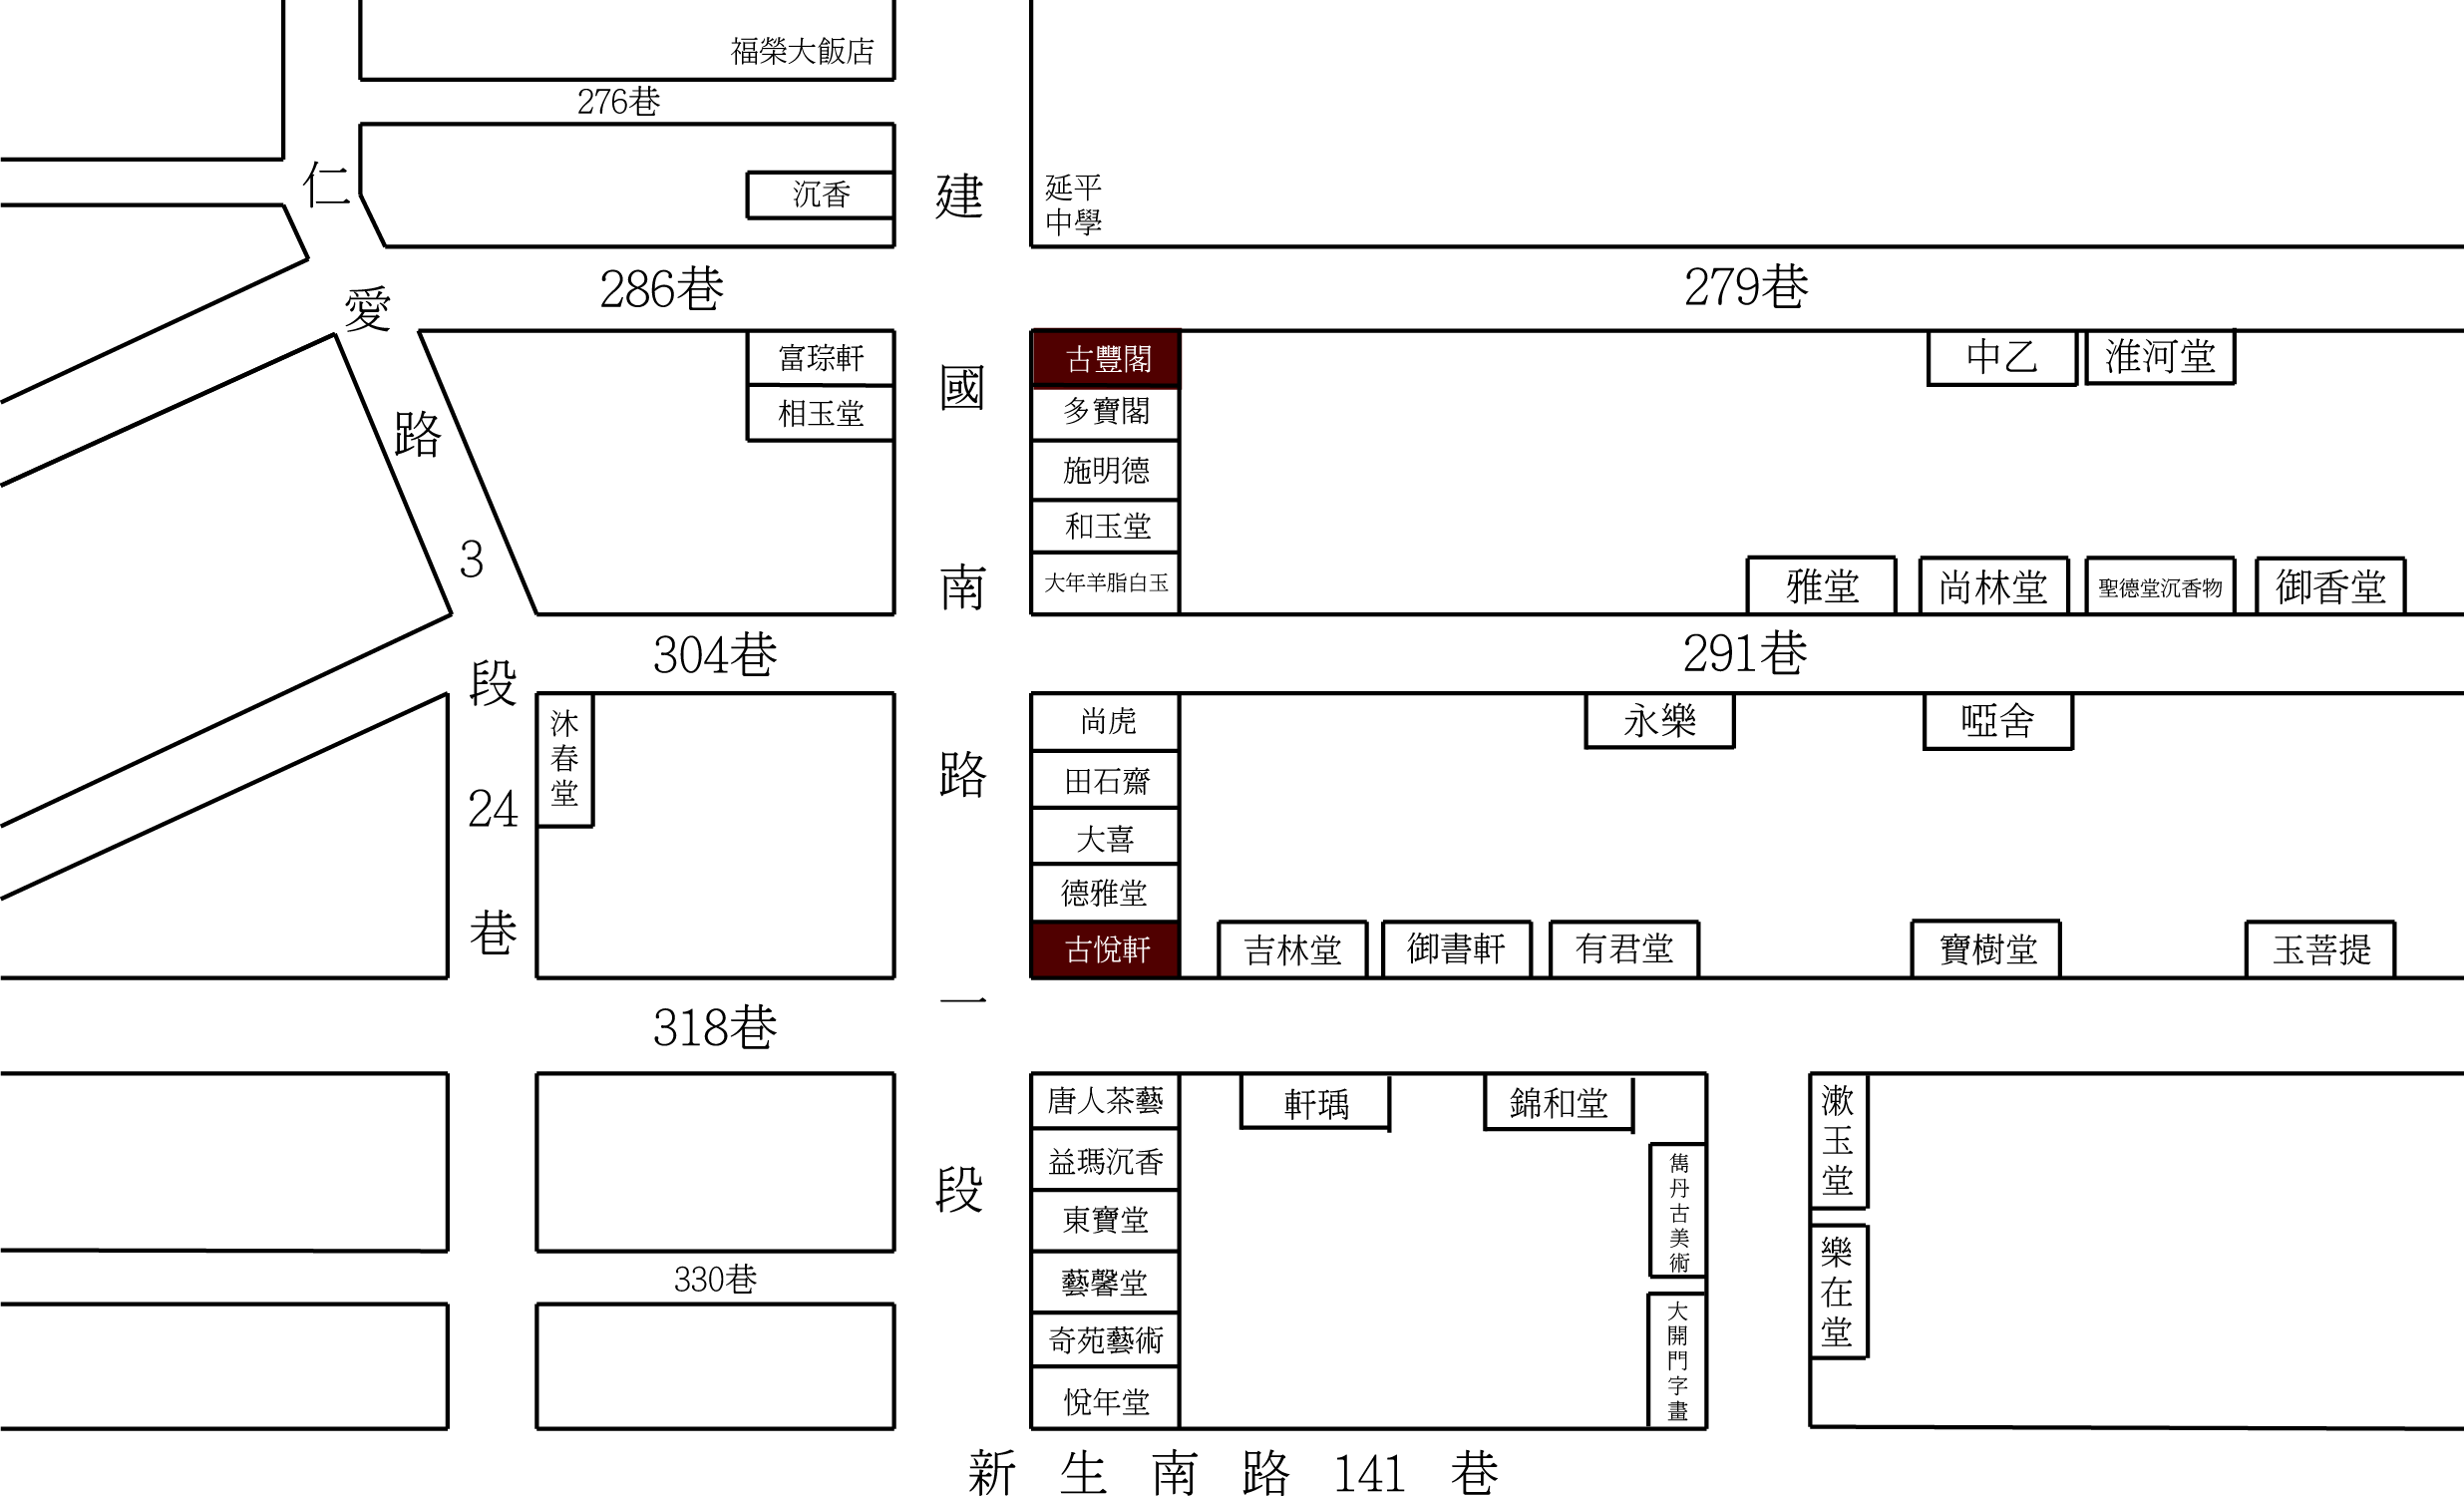 福榮大飯店
276巷
沉香
延平
中學
286巷
279巷
富琮軒
相玉堂
古豐閣
多寶閣
施明德
和玉堂
大年羊脂白玉
中乙
淮河堂
雅堂
尚林堂
聖德堂沉香物
御香堂
仁愛路3段24巷
建國南路一段
304巷
291巷
沐春堂
尚虎
田石齋
大喜
德雅堂
古悅軒
永樂
啞舍
吉林堂
御書軒
有君堂
寶樹堂
玉菩提
318巷
唐人茶藝
益瑪沉香
東寶堂
藝馨堂
奇苑藝術
悅年堂
軒瑀
錦和堂
雋丹古美術
大開門字畫
漱玉堂
樂在堂
330巷
新生南路141巷